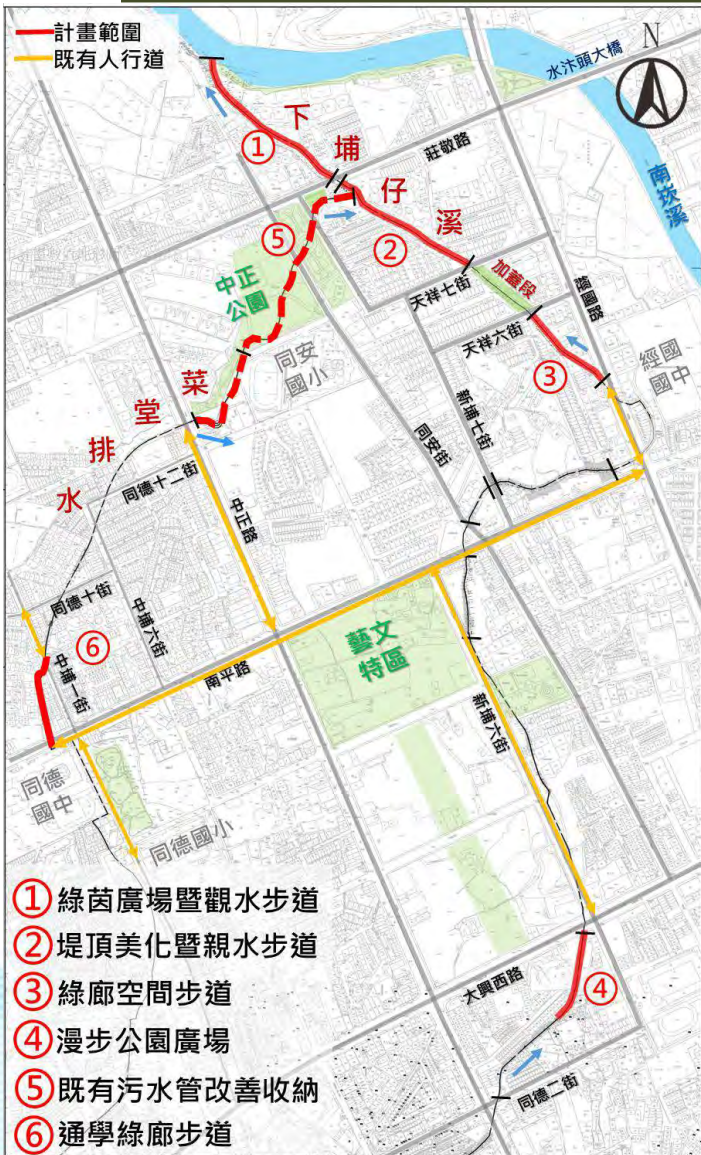 計畫範圍
既有人行道
N
水汴頭大橋
莊敬路
南崁溪
下埔仔溪
①
②
③
④
⑤
⑥
加蓋段
天祥七街
天祥六街
經國路
經國國中
中正公園
同安國小
菜堂排水
同德十二街
中正路
同安街
新埔七街
同德十街
中埔六街
中埔一街
南平路
藝文特區
新埔六街
同德國中
同德國小
大興西路
同德二街
①綠茵廣場暨觀水步道
②堤頂美化暨親水步道
③綠廊空間步道
④漫步公園廣場
⑤既有污水管改善收納
⑥通學綠廊步道